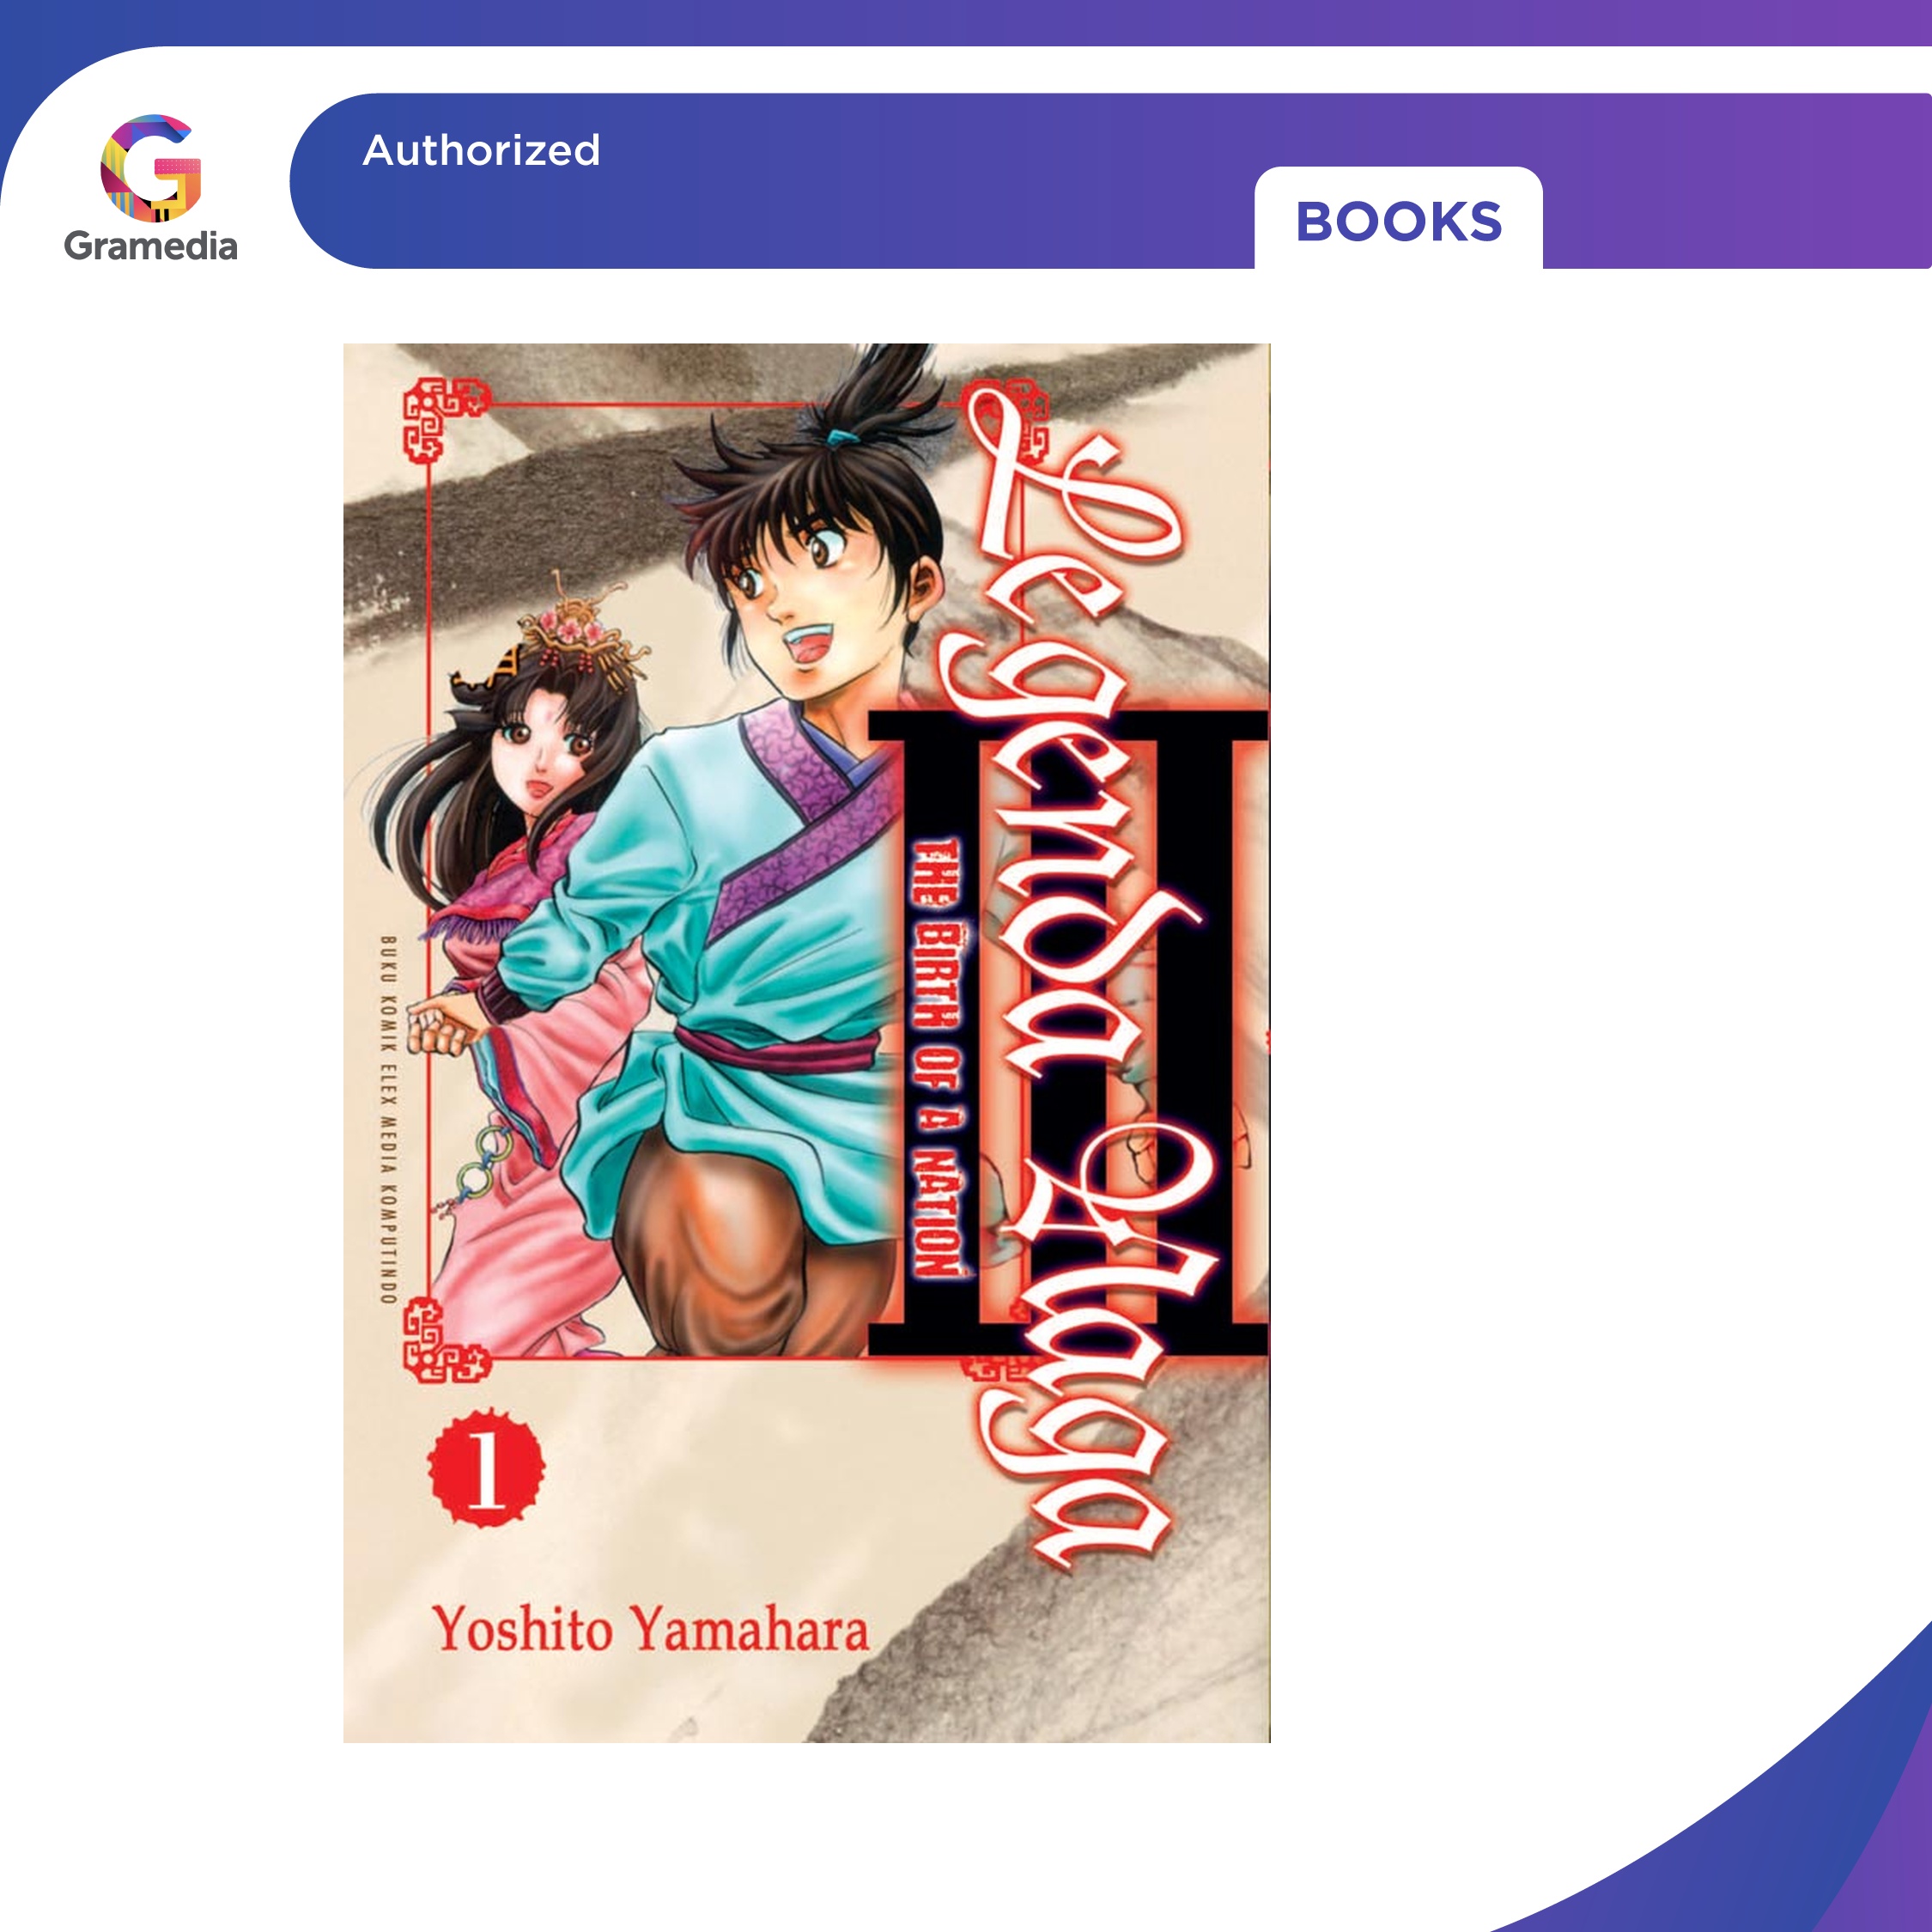 Authorized
Gramedia
BOOKS
Legenda Naga
II
THE BIRTH OF A NATION
BUKU KOMIK ELEX MEDIA KOMPUTINDO
1
Yoshito Yamahara